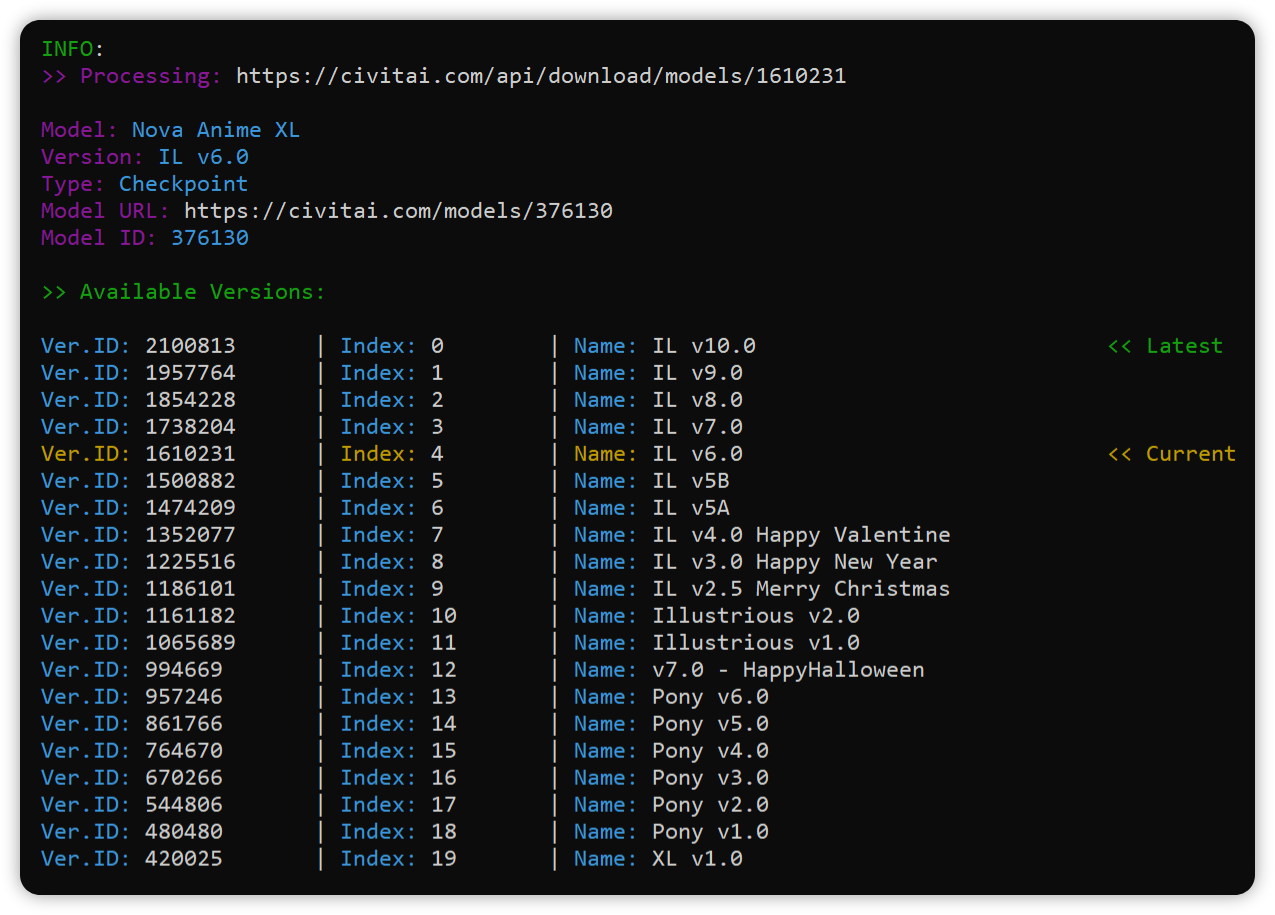 INFO:
>> Processing: https://civitai.com/api/download/models/1610231
Model: Nova Anime XL
Version: IL v6.0
Type: Checkpoint
Model URL: https://civitai.com/models/376130
Model ID: 376130
>> Available Versions:
Ver.ID: 2100813 | Index: 0 | Name: IL v10.0 << Latest
Ver.ID: 1957764 | Index: 1 | Name: IL v9.0
Ver.ID: 1854228 | Index: 2 | Name: IL v8.0
Ver.ID: 1738204 | Index: 3 | Name: IL v7.0
Ver.ID: 1610231 | Index: 4 | Name: IL v6.0 << Current
Ver.ID: 1500882 | Index: 5 | Name: IL v5B
Ver.ID: 1474209 | Index: 6 | Name: IL v5A
Ver.ID: 1352077 | Index: 7 | Name: IL v4.0 Happy Valentine
Ver.ID: 1225516 | Index: 8 | Name: IL v3.0 Happy New Year
Ver.ID: 1186101 | Index: 9 | Name: IL v2.5 Merry Christmas
Ver.ID: 1161182 | Index: 10 | Name: Illustrious v2.0
Ver.ID: 1065689 | Index: 11 | Name: Illustrious v1.0
Ver.ID: 994669 | Index: 12 | Name: v7.0 - HappyHalloween
Ver.ID: 957246 | Index: 13 | Name: Pony v6.0
Ver.ID: 861766 | Index: 14 | Name: Pony v5.0
Ver.ID: 764670 | Index: 15 | Name: Pony v4.0
Ver.ID: 670266 | Index: 16 | Name: Pony v3.0
Ver.ID: 544806 | Index: 17 | Name: Pony v2.0
Ver.ID: 480480 | Index: 18 | Name: Pony v1.0
Ver.ID: 420025 | Index: 19 | Name: XL v1.0